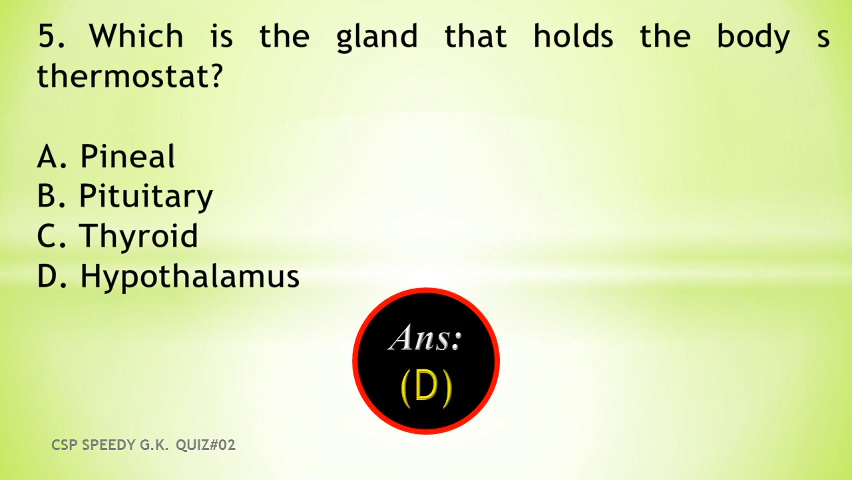 5. Which is the gland that holds the body s
thermostat?
A. Pineal
B. Pituitary
C. Thyroid
D. Hypothalamus
Ans:
(D)
CSP SPEEDY G.K. QUIZ#02